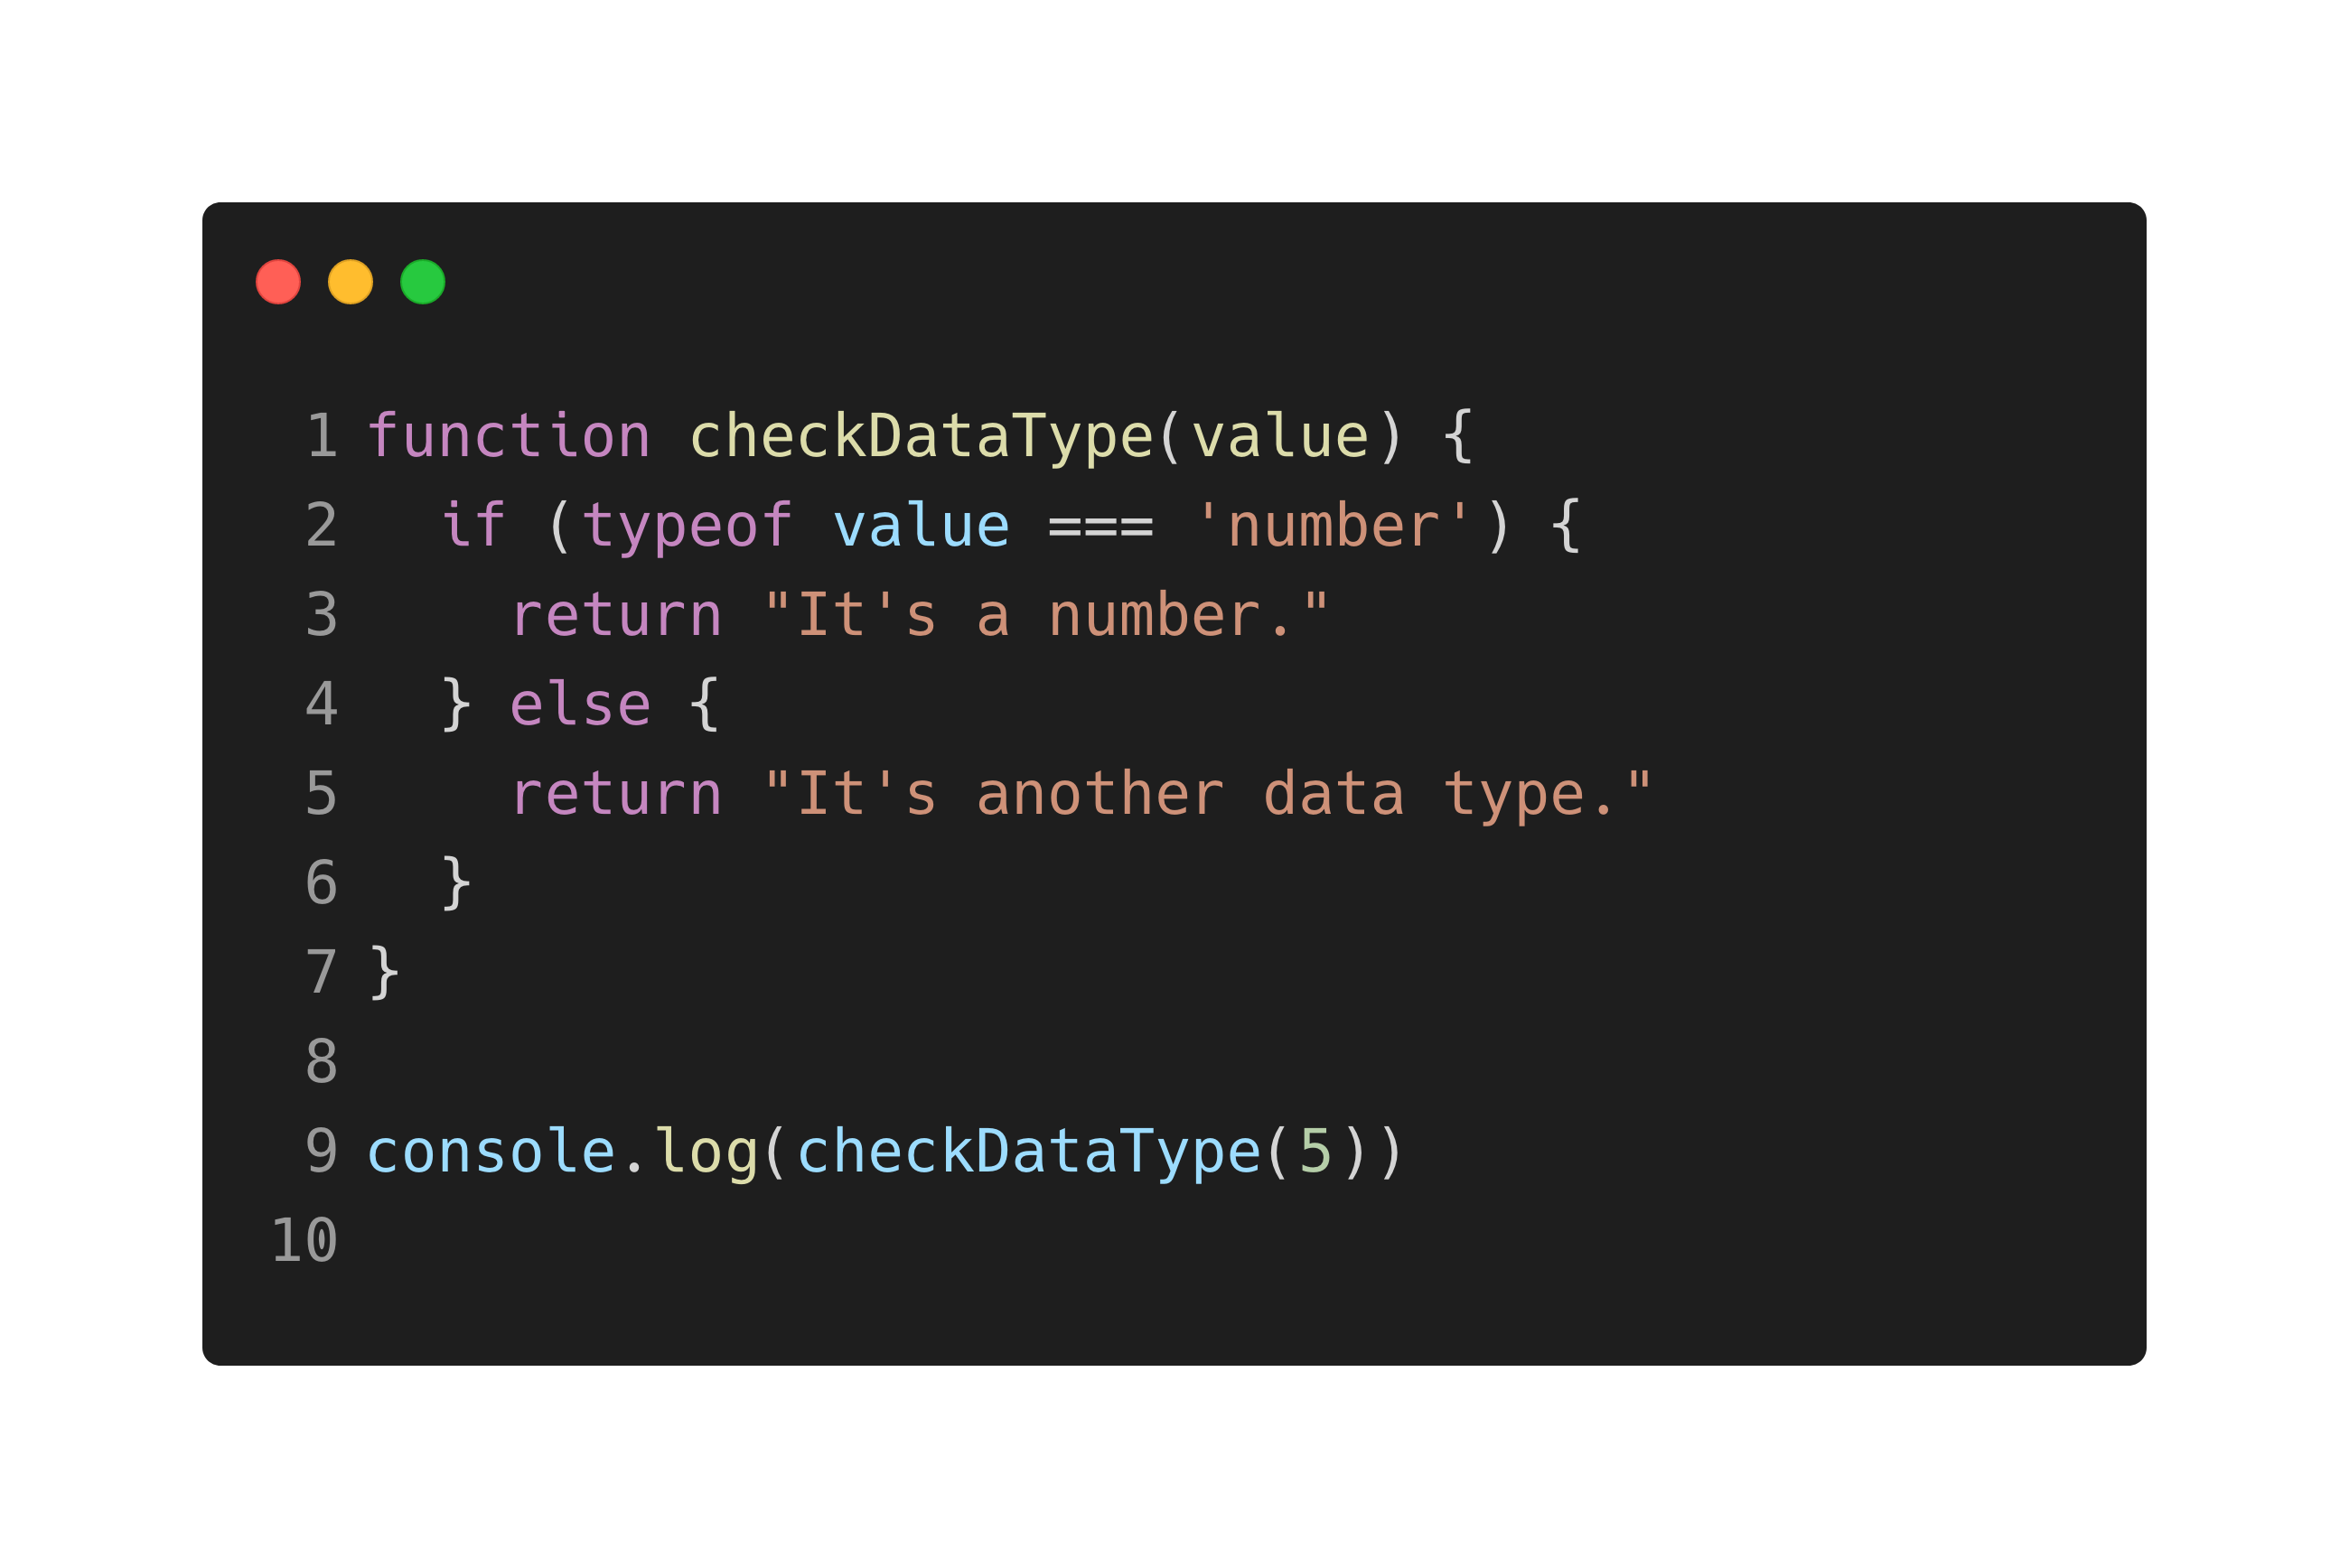 1 function checkDataType(value) {
2   if (typeof value === 'number') {
3     return "It's a number."
4   } else {
5     return "It's another data type."
6   }
7 }
8
9 console.log(checkDataType(5))
10